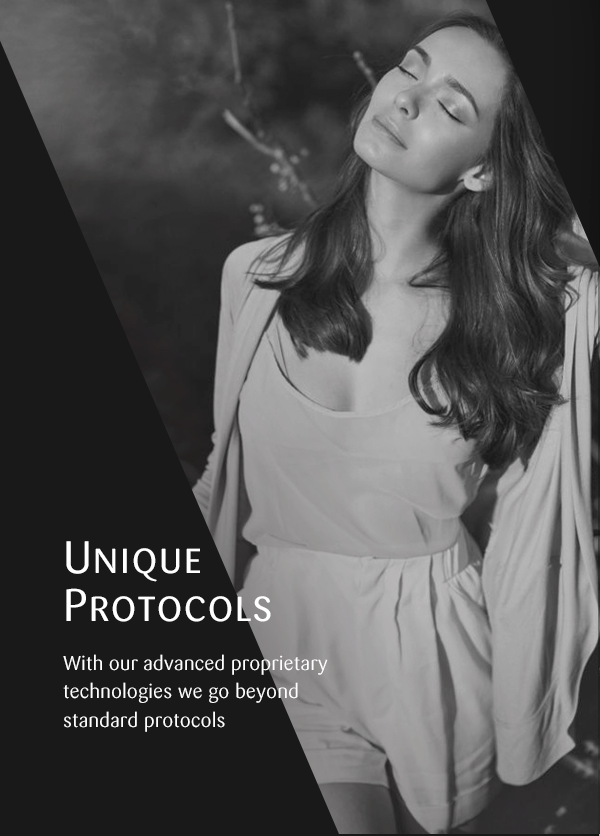 Unique
Protocols
With our advanced proprietary
technologies we go beyond
standard protocols